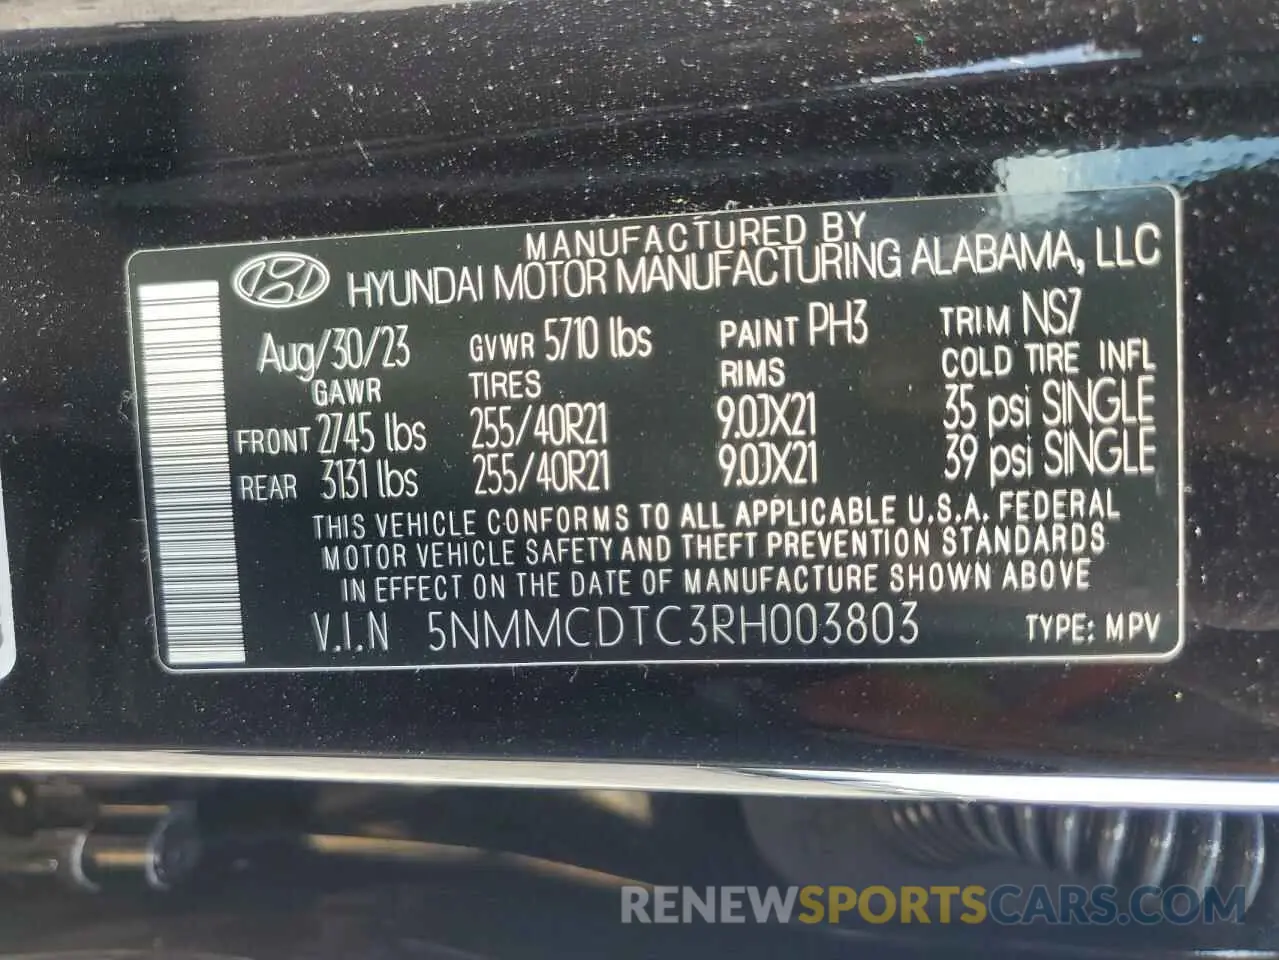 MANUFACTURED BY
HYUNDAI MOTOR MANUFACTURING ALABAMA, LLC
Aug/30/23 GVWR 5710 lbs PAINT PH3 TRIM NS7
GAWR TIRES RIMS COLD TIRE INFL
FRONT 2745 lbs 255/40R21 9.0JX21 35 psi SINGLE
REAR 3131 lbs 255/40R21 9.0JX21 39 psi SINGLE
THIS VEHICLE CONFORMS TO ALL APPLICABLE U.S.A. FEDERAL
MOTOR VEHICLE SAFETY AND THEFT PREVENTION STANDARDS
IN EFFECT ON THE DATE OF MANUFACTURE SHOWN ABOVE
V.I.N 5NMMCDTC3RH003803 TYPE: MPV
RENEWSPORTSCARS.COM